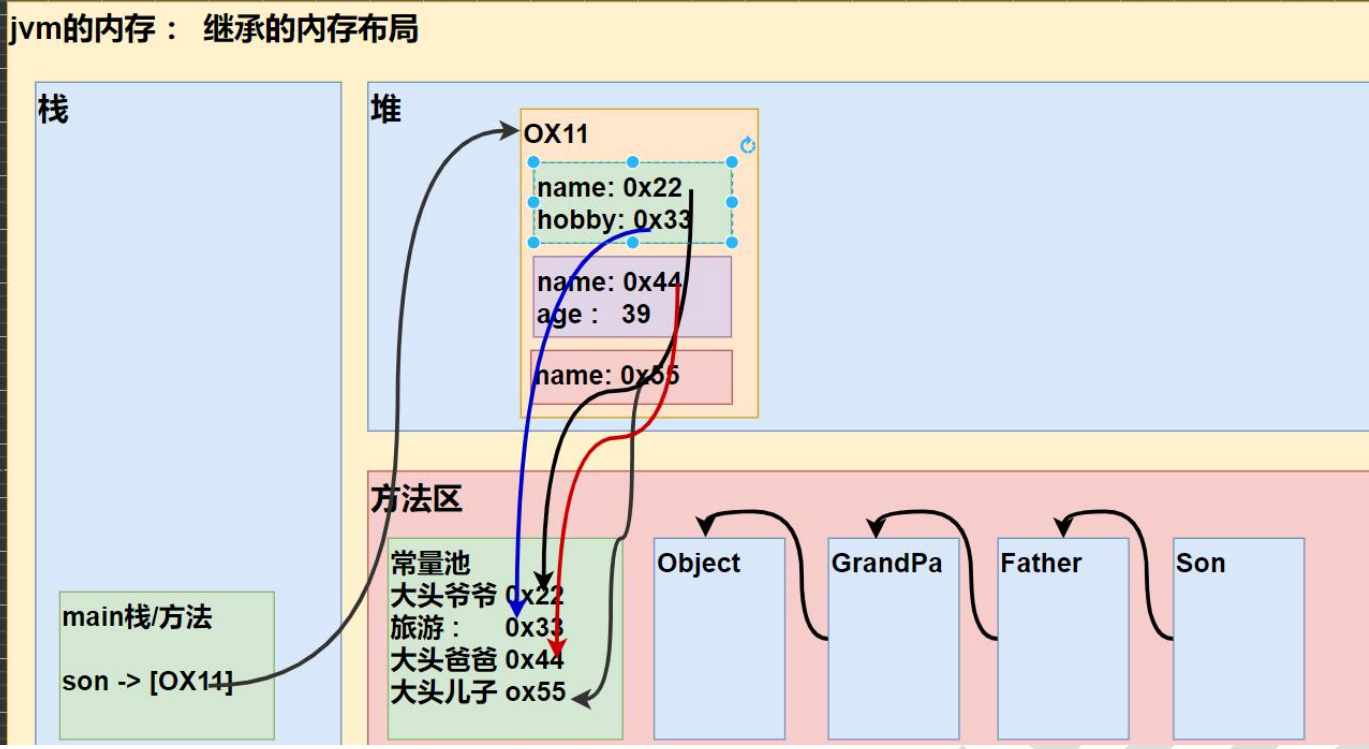 jvm的内存： 继承的内存布局
栈
堆
OX11
name: 0x22
hobby: 0x33
name: 0x44
age : 39
name: 0x55
方法区
常量池
大头爷爷 0x22
旅游 : 0x33
大头爸爸 0x44
大头儿子 ox55
Object
GrandPa
Father
Son
main栈/方法
son -> [OX11]